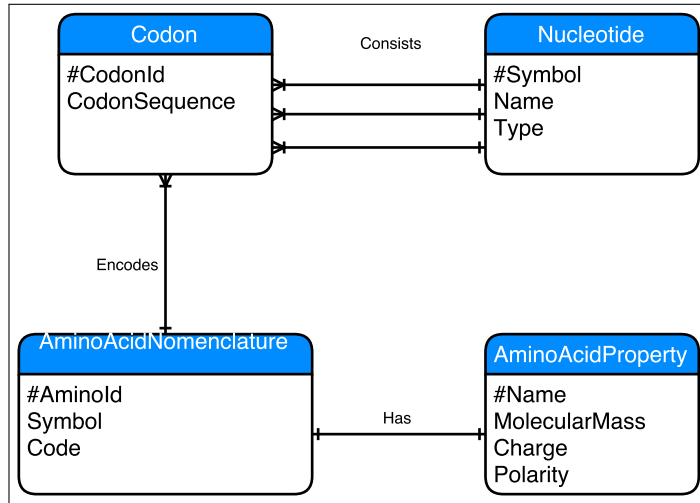 Codon
#CodonId
CodonSequence
Consists
Nucleotide
#Symbol
Name
Type
Encodes
AminoAcidNomenclature
#AminoId
Symbol
Code
Has
AminoAcidProperty
#Name
MolecularMass
Charge
Polarity